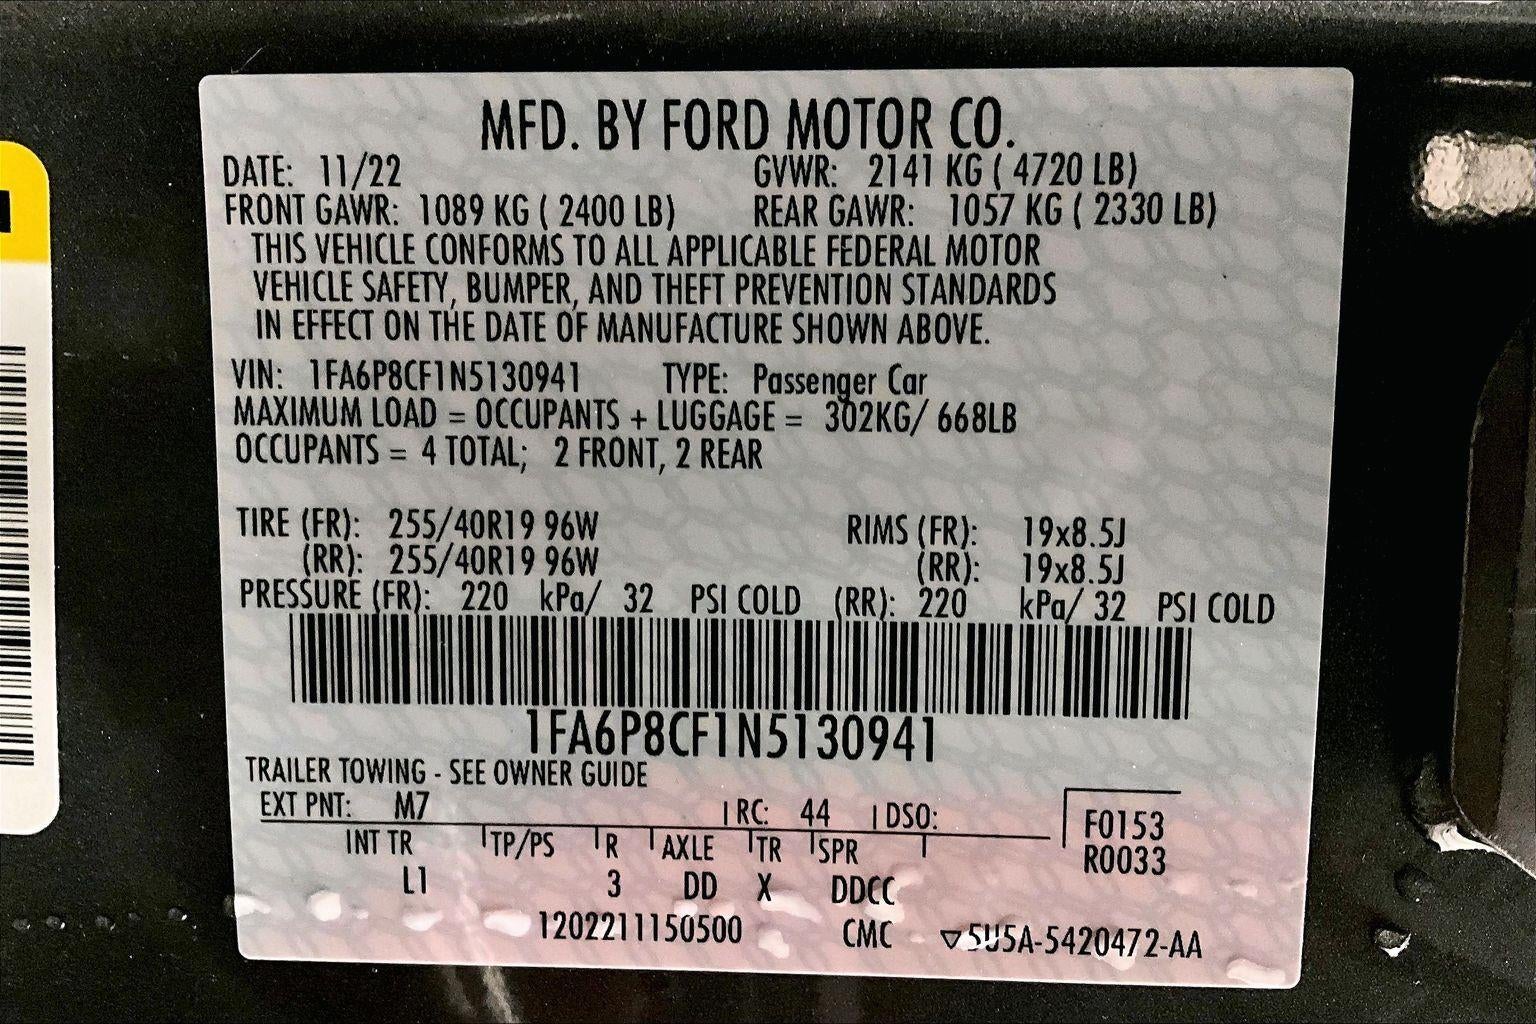 MFD. BY FORD MOTOR CO.
DATE: 11/22 GVWR: 2141 KG ( 4720 LB)
FRONT GAWR: 1089 KG ( 2400 LB) REAR GAWR: 1057 KG ( 2330 LB)
THIS VEHICLE CONFORMS TO ALL APPLICABLE FEDERAL MOTOR
VEHICLE SAFETY, BUMPER, AND THEFT PREVENTION STANDARDS
IN EFFECT ON THE DATE OF MANUFACTURE SHOWN ABOVE.
VIN: 1FA6P8CF1N5130941 TYPE: Passenger Car
MAXIMUM LOAD = OCCUPANTS + LUGGAGE = 302KG/ 668LB
OCCUPANTS = 4 TOTAL; 2 FRONT, 2 REAR
TIRE (FR): 255/40R19 96W RIMS (FR): 19x8.5J
(RR): 255/40R19 96W (RR): 19x8.5J
PRESSURE (FR): 220 kPa/ 32 PSI COLD (RR): 220 kPa/ 32 PSI COLD
1FA6P8CF1N5130941
TRAILER TOWING - SEE OWNER GUIDE
EXT PNT: M7 RC: 44 DSO: F0153
INT TR TP/PS R AXLE TR SPR R0033
L1 3 DD X DDCC
1202211150500 CMC ▽5U5A-5420472-AA